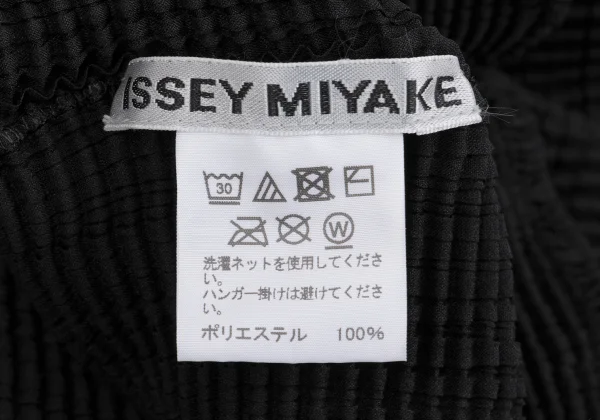 ISSEY MIYAKE
30
W
洗濯ネットを使用してくださ
い。
ハンガー掛けは避けてくださ
い。
ポリエステル 100%